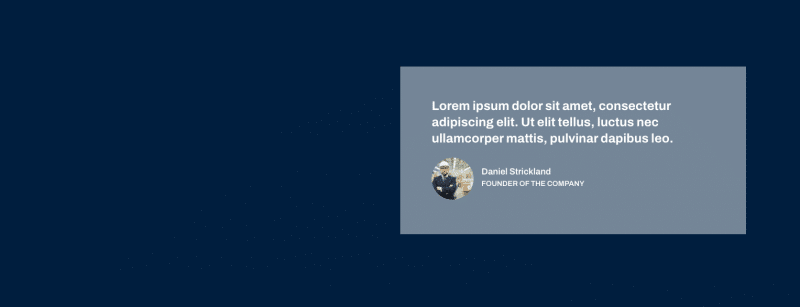 Lorem ipsum dolor sit amet, consectetur
adipiscing elit. Ut elit tellus, luctus nec
ullamcorper mattis, pulvinar dapibus leo.
Daniel Strickland
FOUNDER OF THE COMPANY